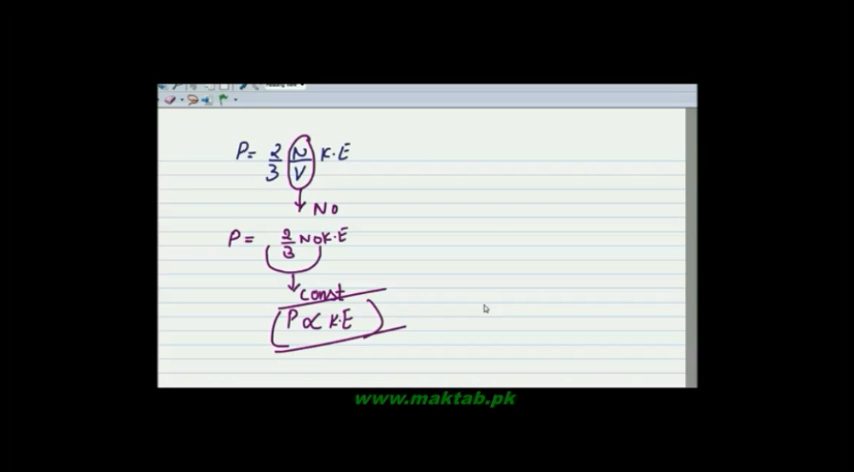 P = 2/3 N/V K.E
↓ No
P = 2/3 No K.E
↓ const
(P ∝ K.E)
www.maktab.pk